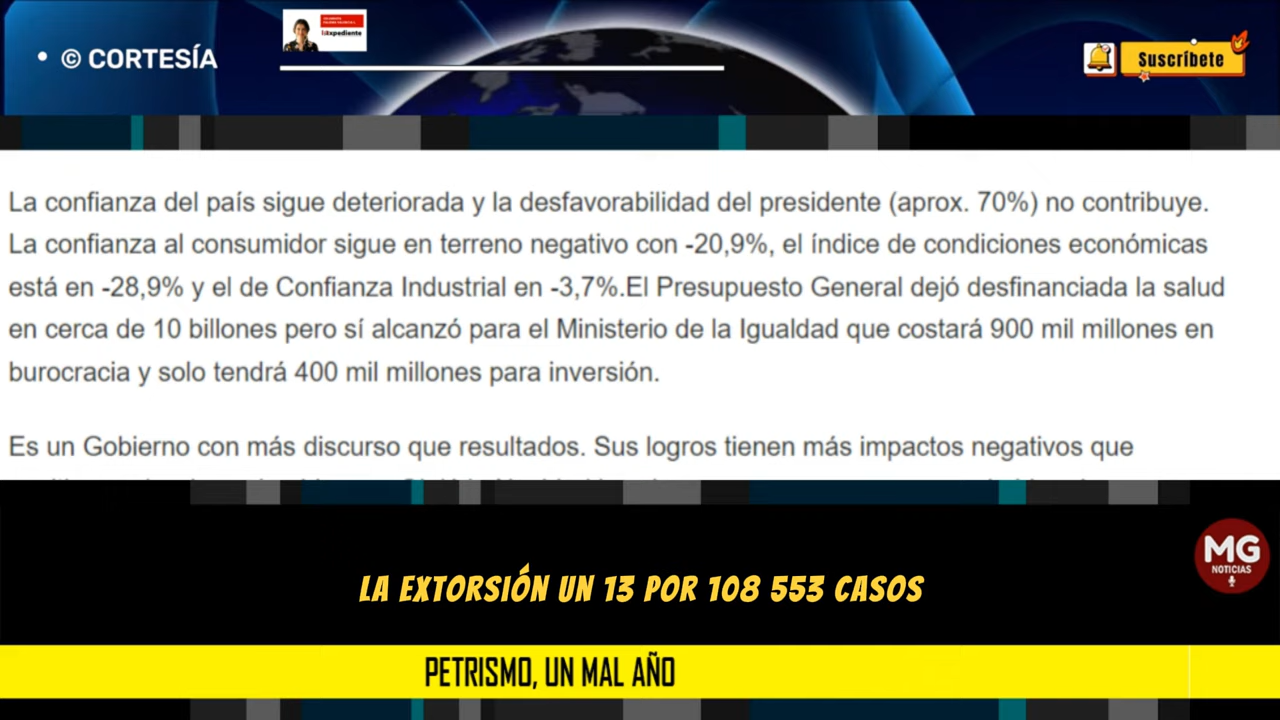 • © CORTESÍA
Expediente
Suscríbete
La confianza del país sigue deteriorada y la desfavorabilidad del presidente (aprox. 70%) no contribuye.
La confianza al consumidor sigue en terreno negativo con -20,9%, el índice de condiciones económicas
está en -28,9% y el de Confianza Industrial en -3,7%.El Presupuesto General dejó desfinanciada la salud
en cerca de 10 billones pero sí alcanzó para el Ministerio de la Igualdad que costará 900 mil millones en
burocracia y solo tendrá 400 mil millones para inversión.
Es un Gobierno con más discurso que resultados. Sus logros tienen más impactos negativos que
MG
NOTICIAS
LA EXTORSIÓN UN 13 POR 108 553 CASOS
PETRISMO, UN MAL AÑO